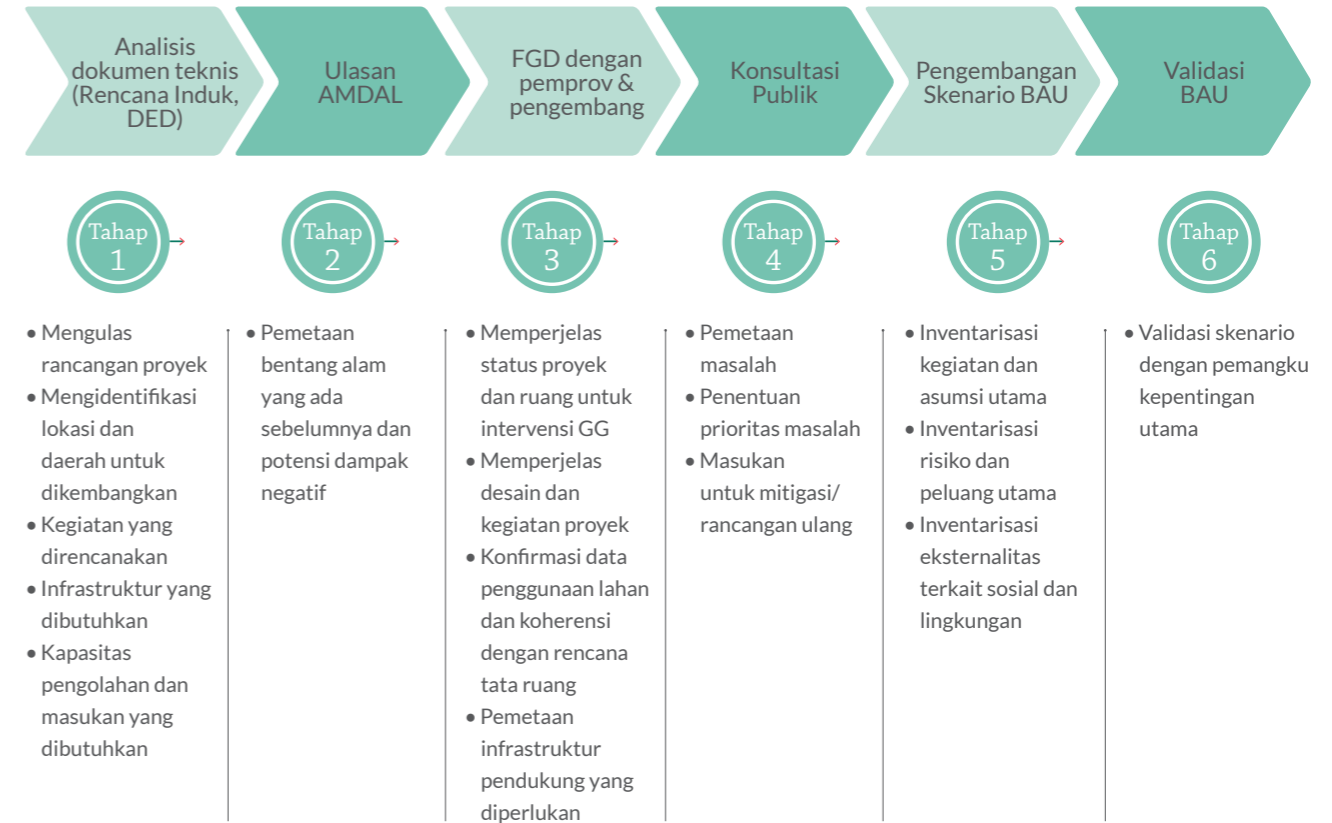 Analisis
dokumen teknis
(Rencana Induk,
DED)
Ulasan
AMDAL
FGD dengan
pemprov &
pengembang
Konsultasi
Publik
Pengembangan
Skenario BAU
Validasi
BAU
Tahap
1
Tahap
2
Tahap
3
Tahap
4
Tahap
5
Tahap
6
• Mengulas
rancangan proyek
• Mengidentifikasi
lokasi dan
daerah untuk
dikembangkan
• Kegiatan yang
direncanakan
• Infrastruktur yang
dibutuhkan
• Kapasitas
pengolahan dan
masukan yang
dibutuhkan
• Pemetaan
bentang alam
yang ada
sebelumnya dan
potensi dampak
negatif
• Memperjelas
status proyek
dan ruang untuk
intervensi GG
• Memperjelas
desain dan
kegiatan proyek
• Konfirmasi data
penggunaan lahan
dan koherensi
dengan rencana
tata ruang
• Pemetaan
infrastruktur
pendukung yang
diperlukan
• Pemetaan
masalah
• Penentuan
prioritas masalah
• Masukan
untuk mitigasi/
rancangan ulang
• Inventarisasi
kegiatan dan
asumsi utama
• Inventarisasi
risiko dan
peluang utama
• Inventarisasi
eksternalitas
terkait sosial dan
lingkungan
• Validasi skenario
dengan pemangku
kepentingan
utama